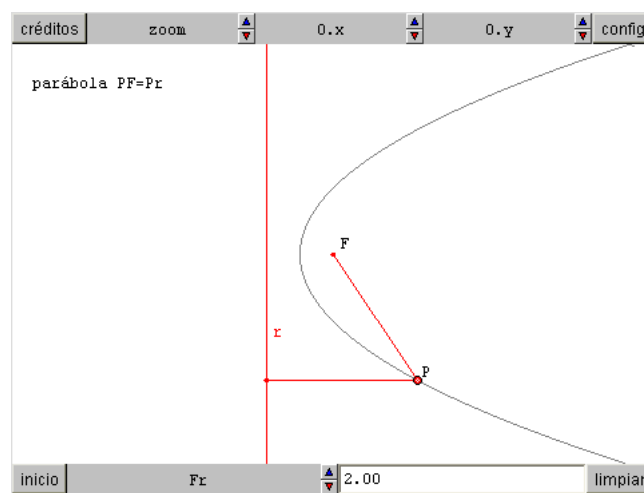 créditos zoom 0.x 0.y config
parábola PF=Pr
F
r
P
inicio Fr 2.00 limpiar